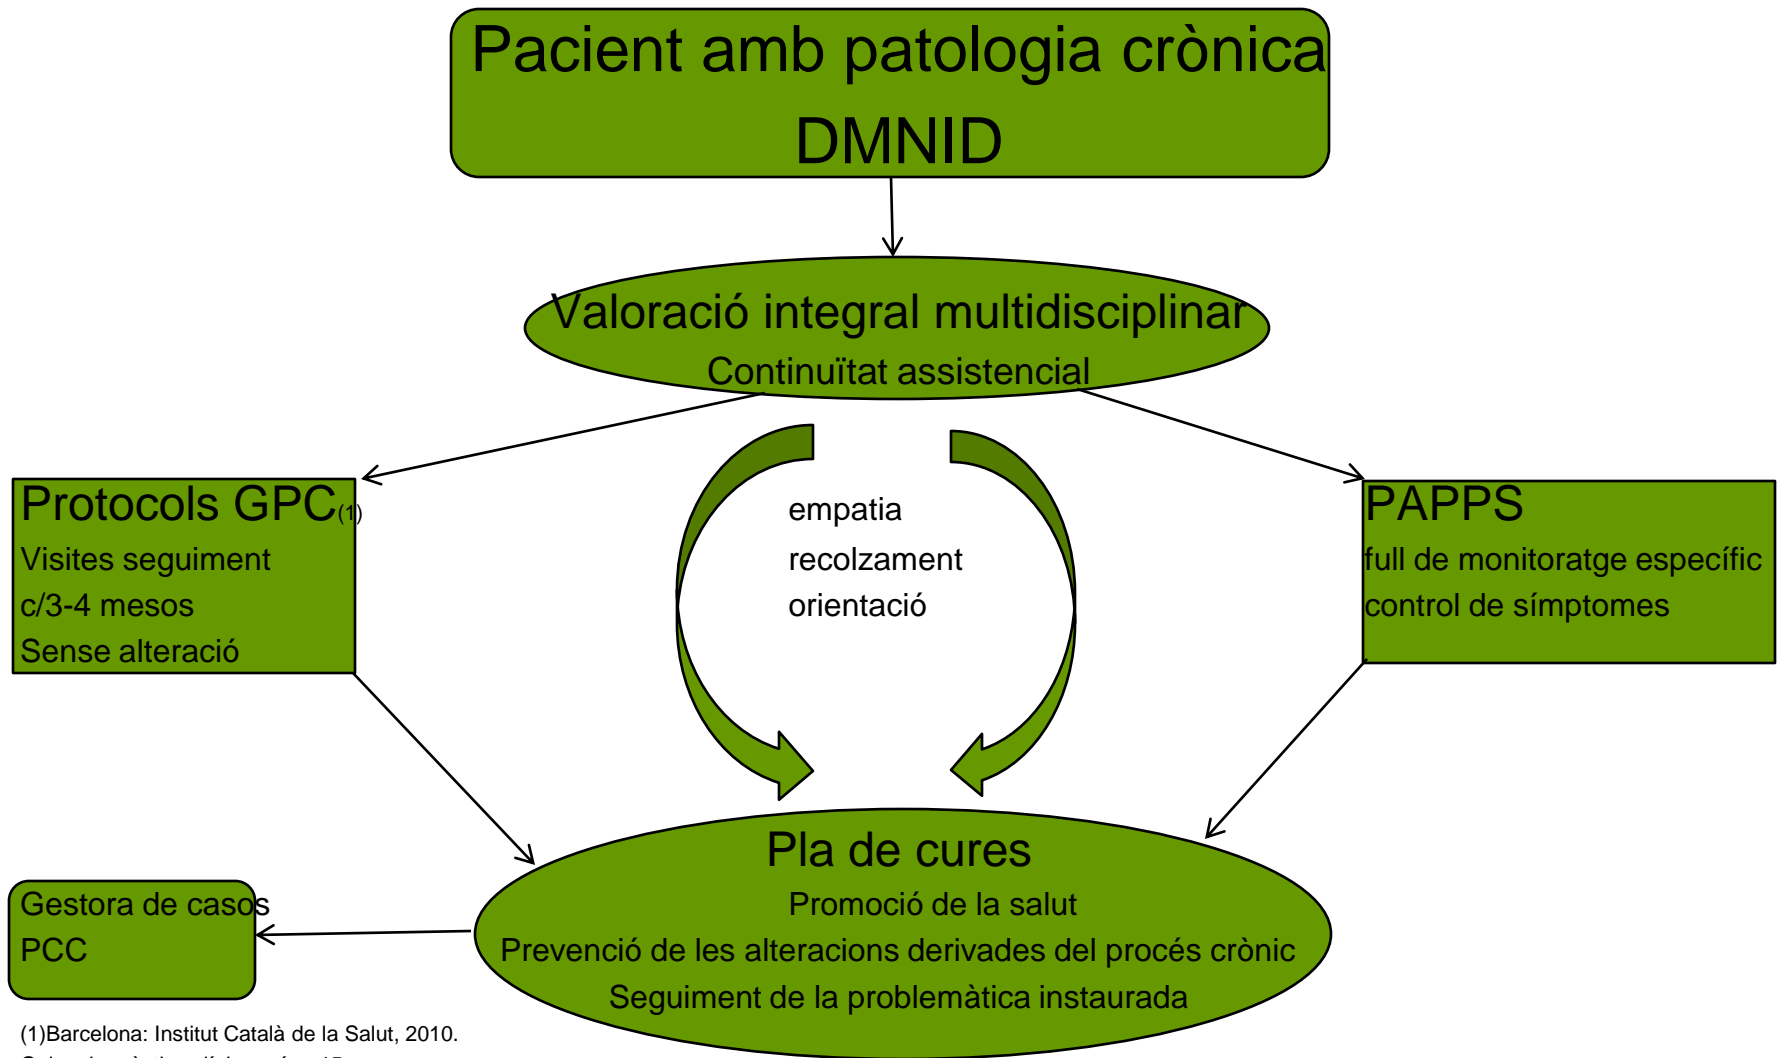 Pacient amb patologia crònica
DMNID
Valoració integral multidisciplinar
Continuïtat assistencial
Protocols GPC(1)
Visites seguiment
c/3-4 mesos
Sense alteració
empatia
recolzament
orientació
PAPPS
full de monitoratge específic
control de símptomes
Pla de cures
Promoció de la salut
Prevenció de les alteracions derivades del procés crònic
Seguiment de la problemàtica instaurada
Gestora de casos
PCC
(1)Barcelona: Institut Català de la Salut, 2010.